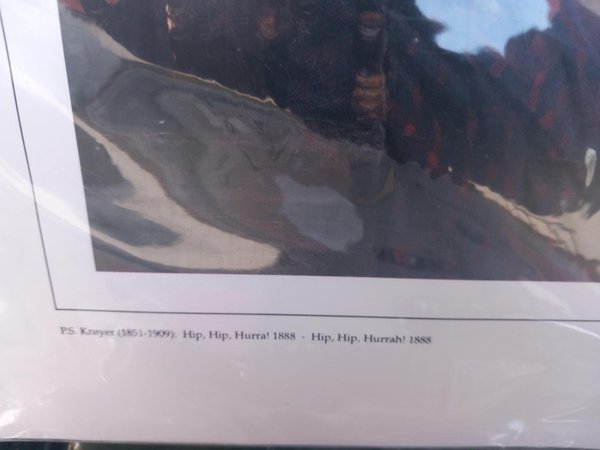 P.S. Krøyer (1851-1909): Hip, Hip, Hurra! 1888 - Hip, Hip, Hurrah! 1888